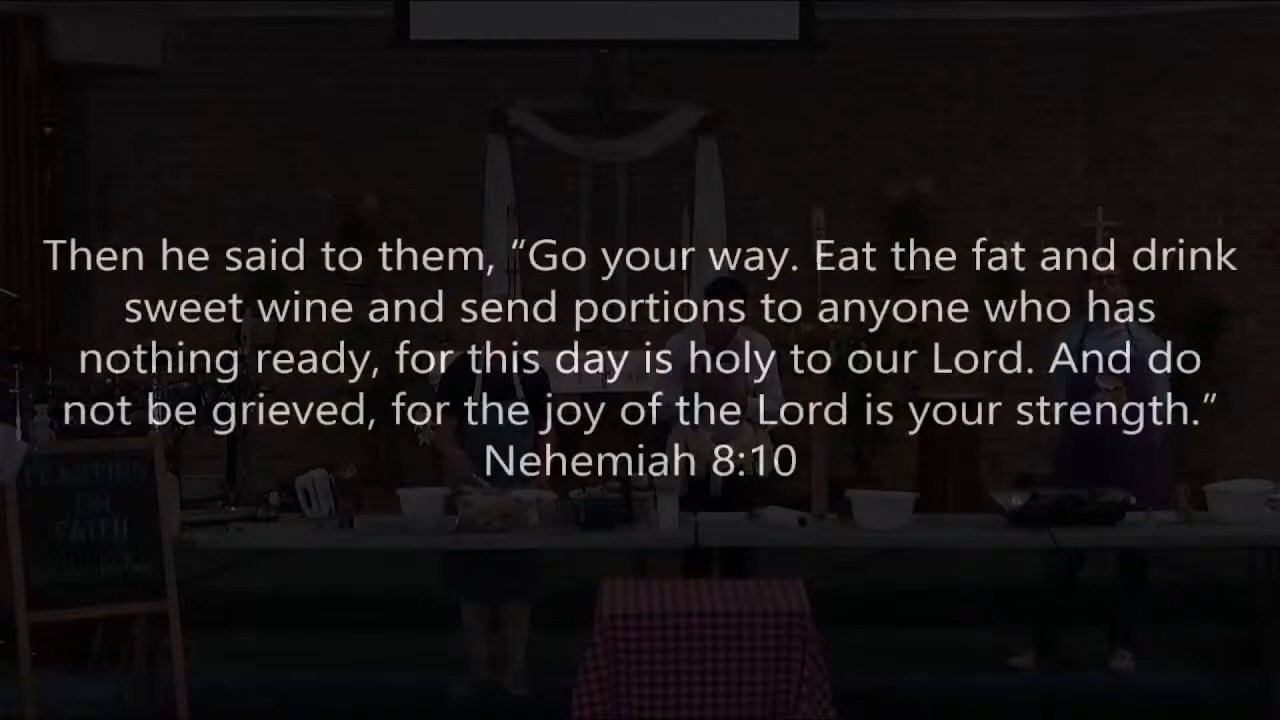 Then he said to them, “Go your way. Eat the fat and drink
sweet wine and send portions to anyone who has
nothing ready, for this day is holy to our Lord. And do
not be grieved, for the joy of the Lord is your strength.”
Nehemiah 8:10
ON
FAITH